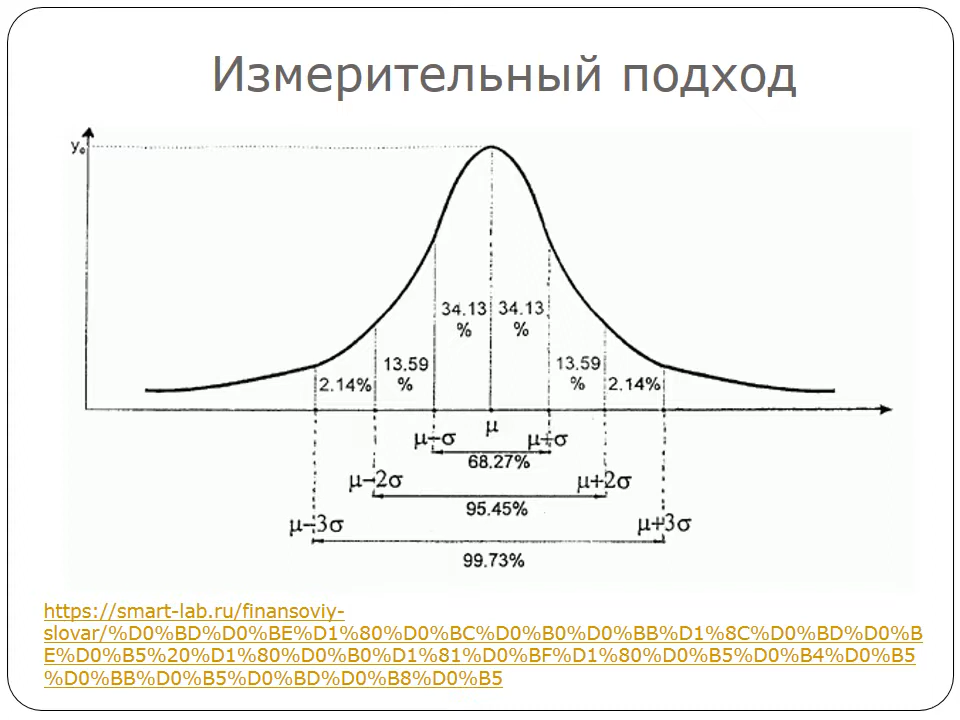 Измерительный подход
y₀
34.13 34.13
% %
13.59 13.59
% %
2.14% 2.14%
μ
μ−σ μ+σ
68.27%
μ−2σ μ+2σ
95.45%
μ−3σ μ+3σ
99.73%
https://smart-lab.ru/finansoviy-
slovar/%D0%BD%D0%BE%D1%80%D0%BC%D0%B0%D0%BB%D1%8C%D0%BD%D0%B
E%D0%B5%20%D1%80%D0%B0%D1%81%D0%BF%D1%80%D0%B5%D0%B4%D0%B5
%D0%BB%D0%B5%D0%BD%D0%B8%D0%B5